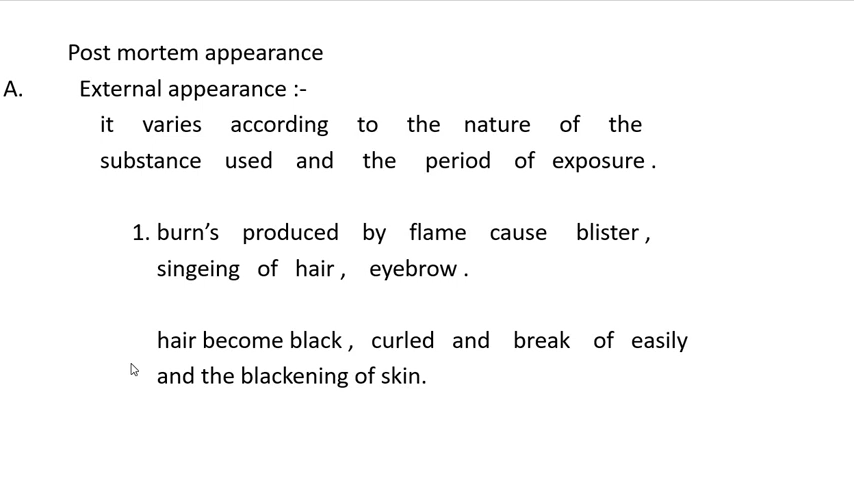 Post mortem appearance
A. External appearance :-
it varies according to the nature of the
substance used and the period of exposure .
1. burn’s produced by flame cause blister ,
singeing of hair , eyebrow .
hair become black , curled and break of easily
and the blackening of skin.